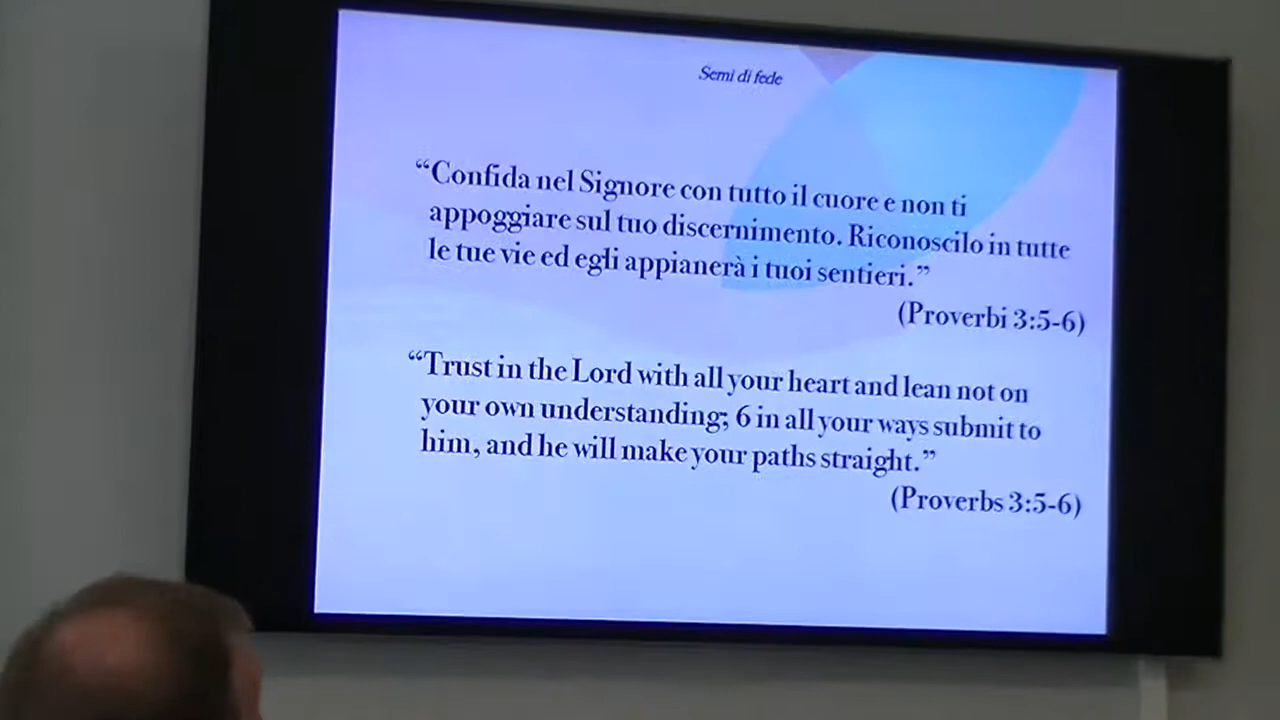 Semi di fede
“Confida nel Signore con tutto il cuore e non ti
appoggiare sul tuo discernimento. Riconoscilo in tutte
le tue vie ed egli appianerà i tuoi sentieri.”
(Proverbi 3:5-6)
“Trust in the Lord with all your heart and lean not on
your own understanding; 6 in all your ways submit to
him, and he will make your paths straight.”
(Proverbs 3:5-6)